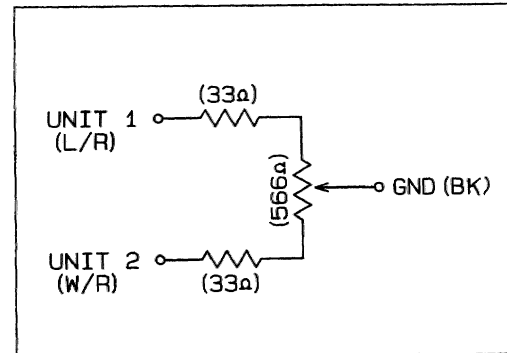 (33Ω)
UNIT 1
(L/R)
(566Ω)
GND (BK)
UNIT 2
(W/R)
(33Ω)